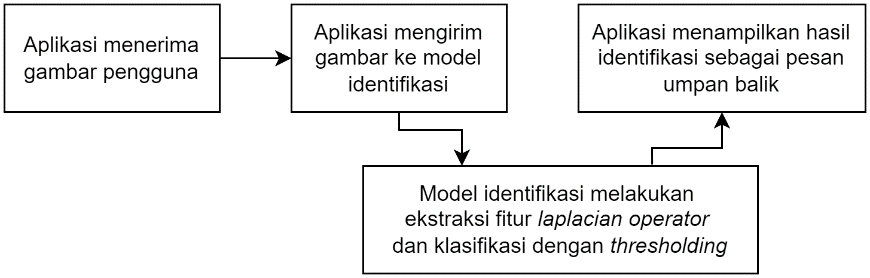 Aplikasi menerima
gambar pengguna
Aplikasi mengirim
gambar ke model
identifikasi
Model identifikasi melakukan
ekstraksi fitur laplacian operator
dan klasifikasi dengan thresholding
Aplikasi menampilkan hasil
identifikasi sebagai pesan
umpan balik